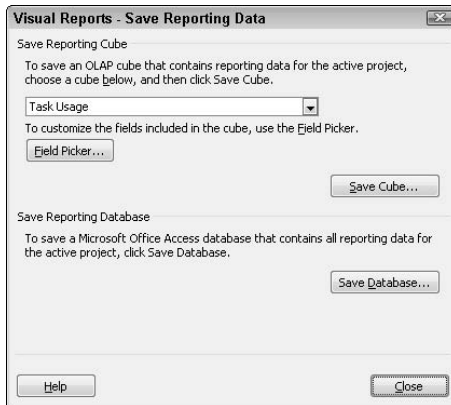 Visual Reports - Save Reporting Data
Save Reporting Cube
To save an OLAP cube that contains reporting data for the active project,
choose a cube below, and then click Save Cube.
Task Usage
To customize the fields included in the cube, use the Field Picker.
Field Picker...
Save Cube...
Save Reporting Database
To save a Microsoft Office Access database that contains all reporting data for
the active project, click Save Database.
Save Database...
Help
Close